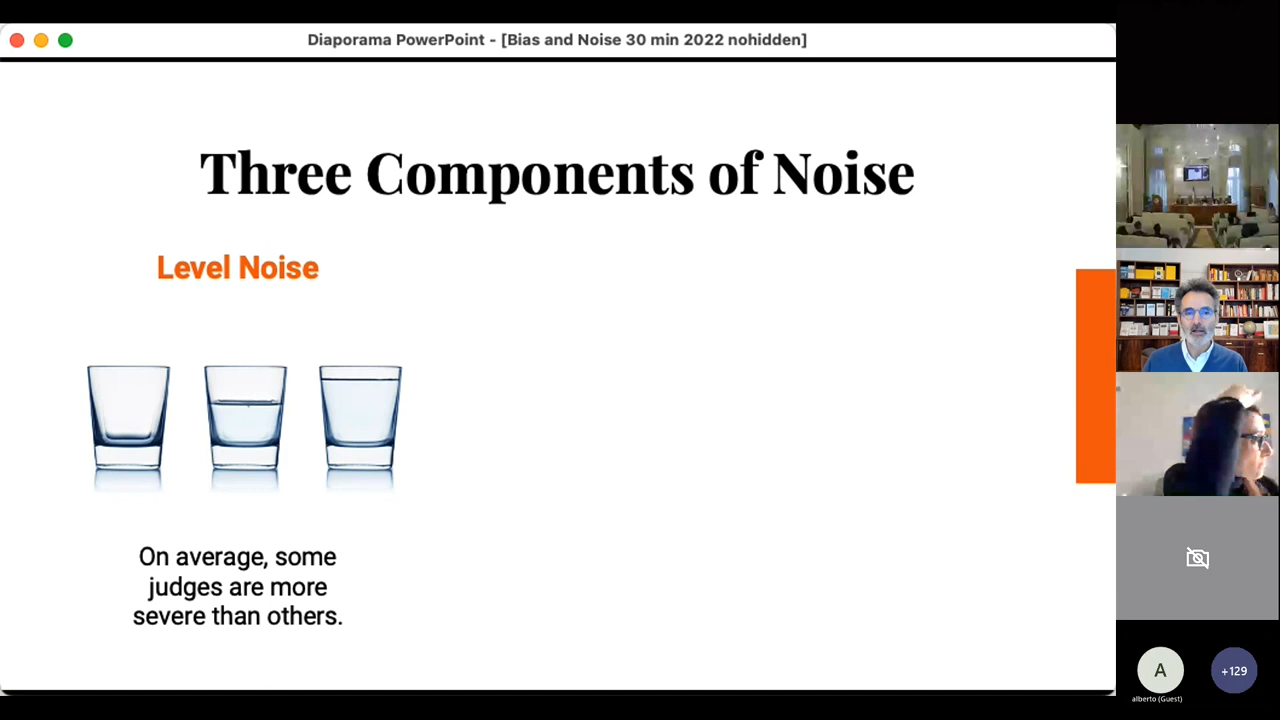 Diaporama PowerPoint - [Bias and Noise 30 min 2022 nohidden]
Three Components of Noise
Level Noise
On average, some
judges are more
severe than others.
A
+129
alberto (Guest)